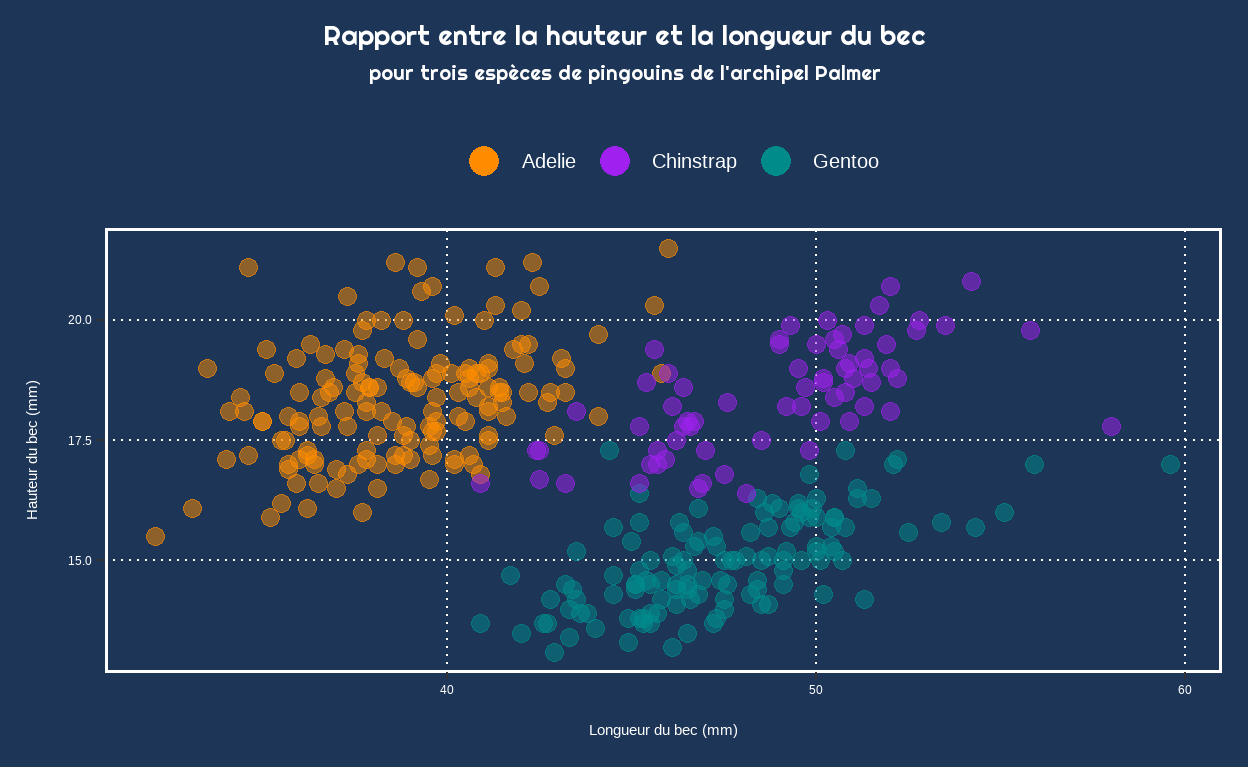 Rapport entre la hauteur et la longueur du bec
pour trois espèces de pingouins de l'archipel Palmer
Adelie Chinstrap Gentoo
Hauteur du bec (mm)
20.0
17.5
15.0
40 50 60
Longueur du bec (mm)